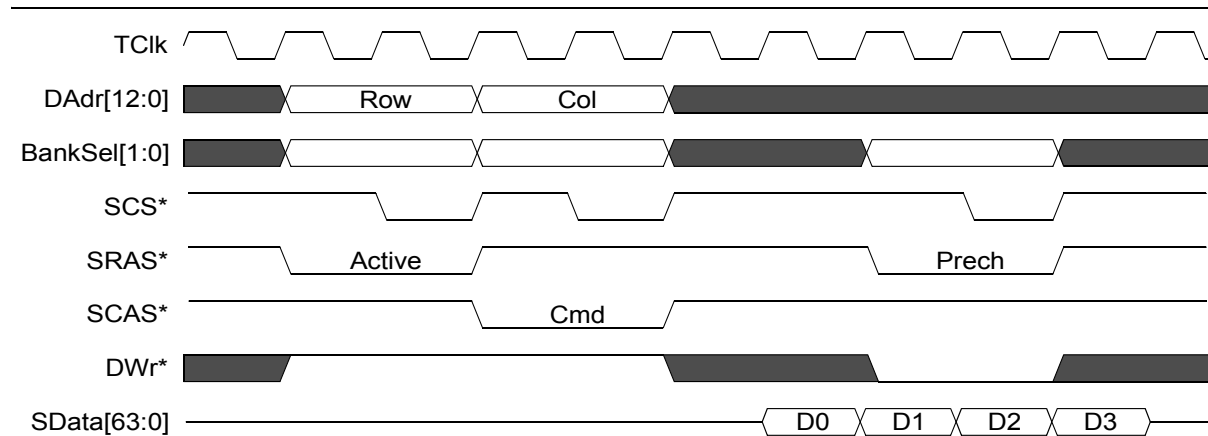 TClk
DAdr[12:0] Row Col
BankSel[1:0]
SCS*
SRAS* Active Prech
SCAS* Cmd
DWr*
SData[63:0] D0 D1 D2 D3